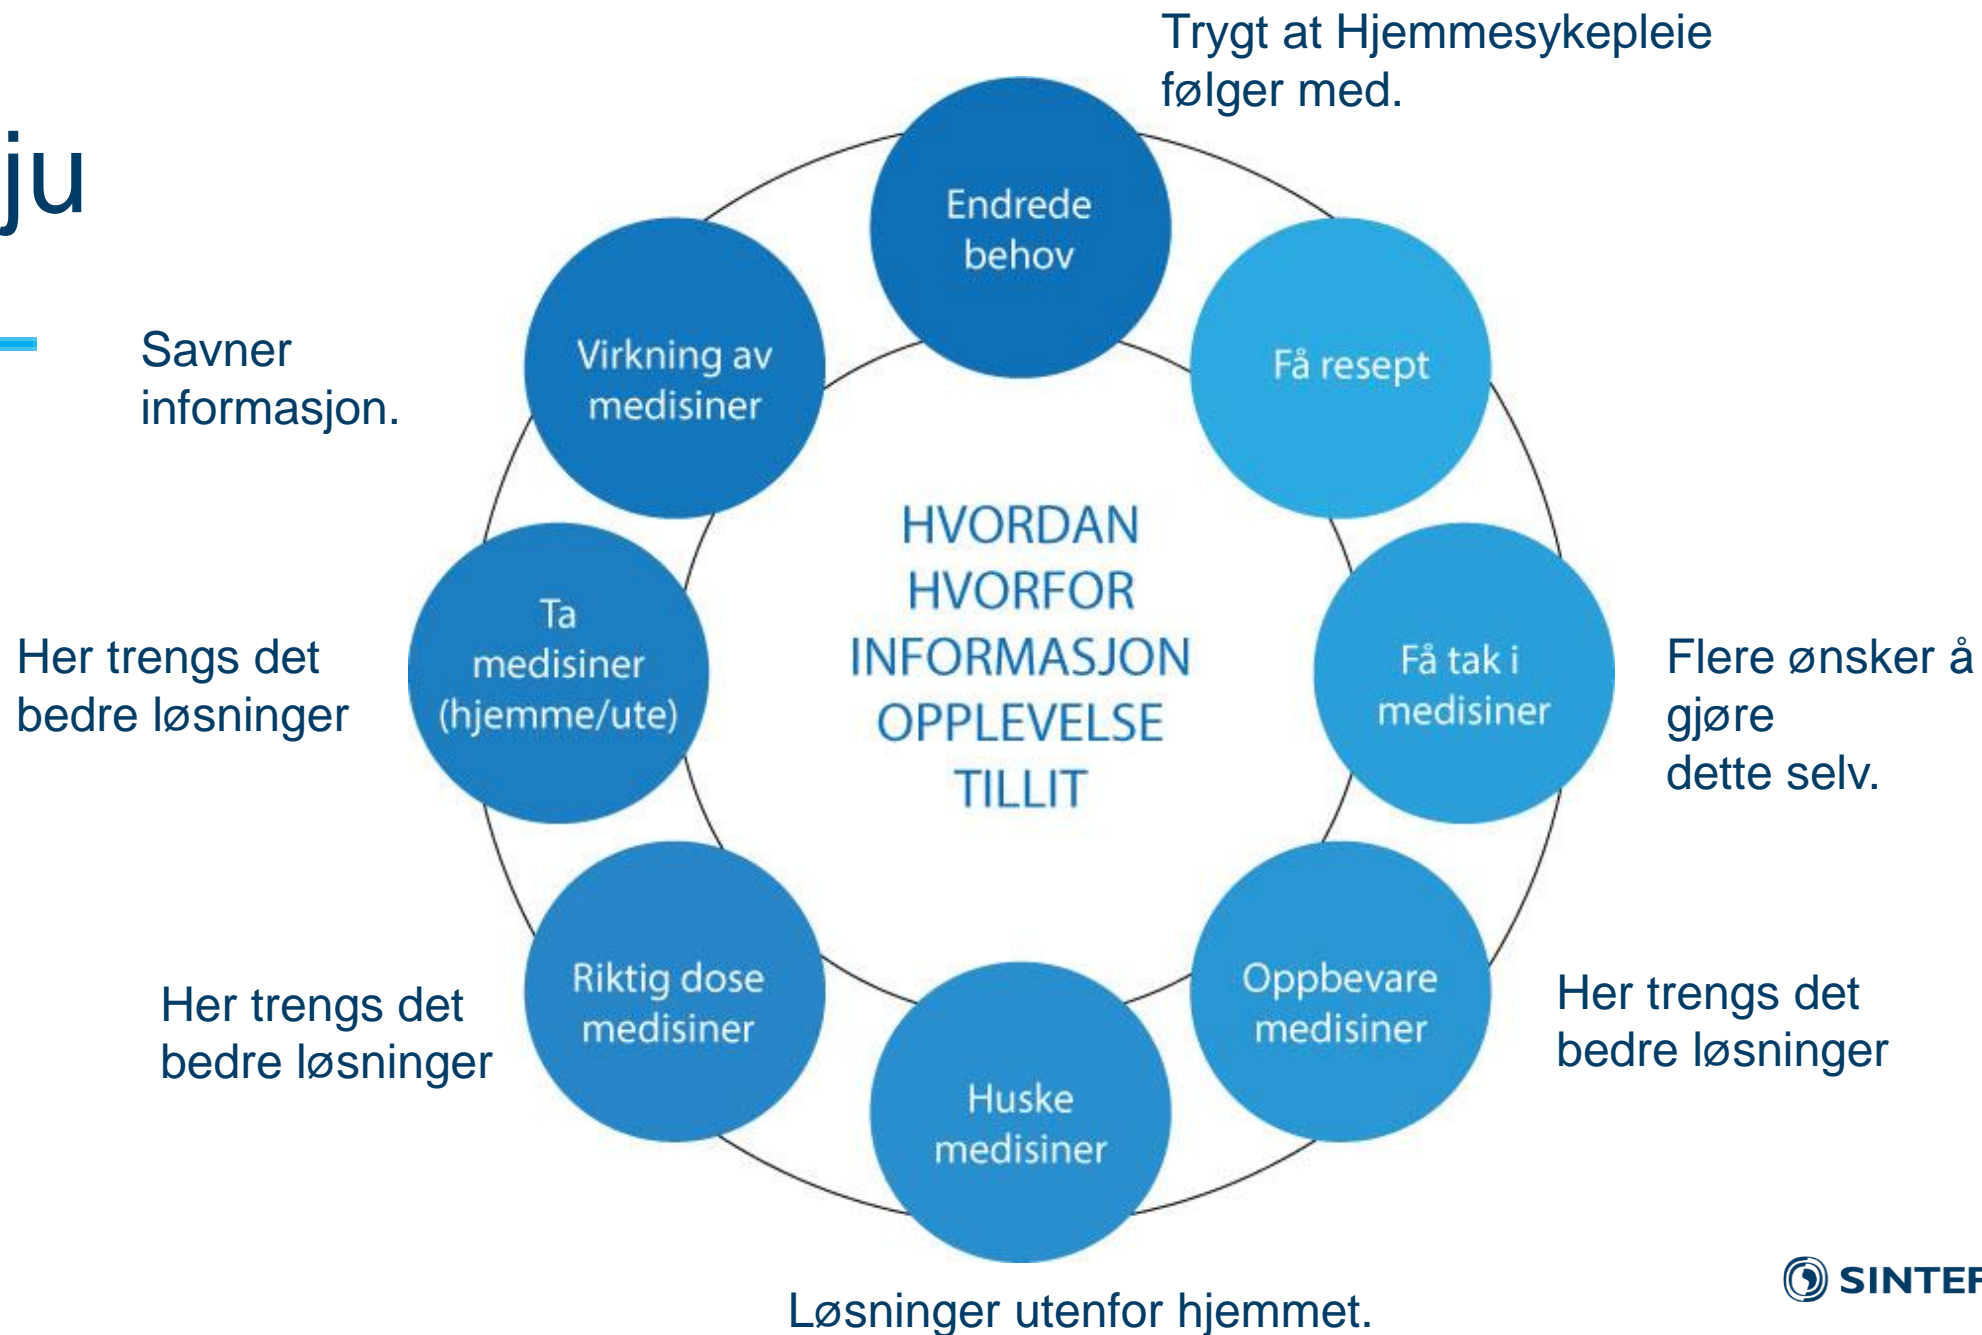 ju
Trygt at Hjemmesykepleie
følger med.
Endrede
behov
Få resept
Få tak i
medisiner
Flere ønsker å
gjøre
dette selv.
Oppbevare
medisiner
Her trengs det
bedre løsninger
Huske
medisiner
Løsninger utenfor hjemmet.
Riktig dose
medisiner
Her trengs det
bedre løsninger
Ta
medisiner
(hjemme/ute)
Her trengs det
bedre løsninger
Virkning av
medisiner
Savner
informasjon.
HVORDAN
HVORFOR
INFORMASJON
OPPLEVELSE
TILLIT
SINTEF